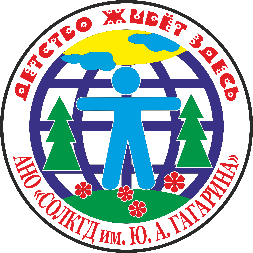 ДЕТСТВО ЖИВЁТ ЗДЕСЬ
АНО «СОЛКГД им. Ю. А. ГАГАРИНА»